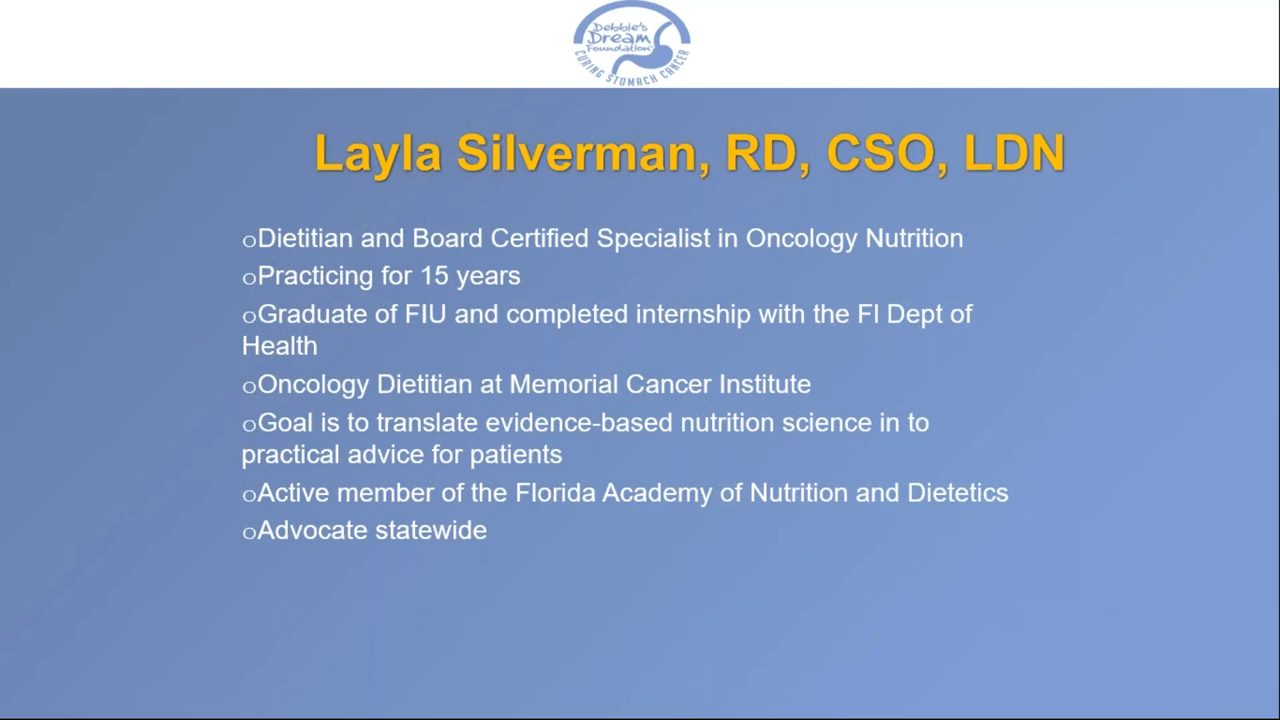 Debbie's
Dream
Foundation
CURING STOMACH CANCER
Layla Silverman, RD, CSO, LDN
oDietitian and Board Certified Specialist in Oncology Nutrition
oPracticing for 15 years
oGraduate of FIU and completed internship with the Fl Dept of
Health
oOncology Dietitian at Memorial Cancer Institute
oGoal is to translate evidence-based nutrition science in to
practical advice for patients
oActive member of the Florida Academy of Nutrition and Dietetics
oAdvocate statewide